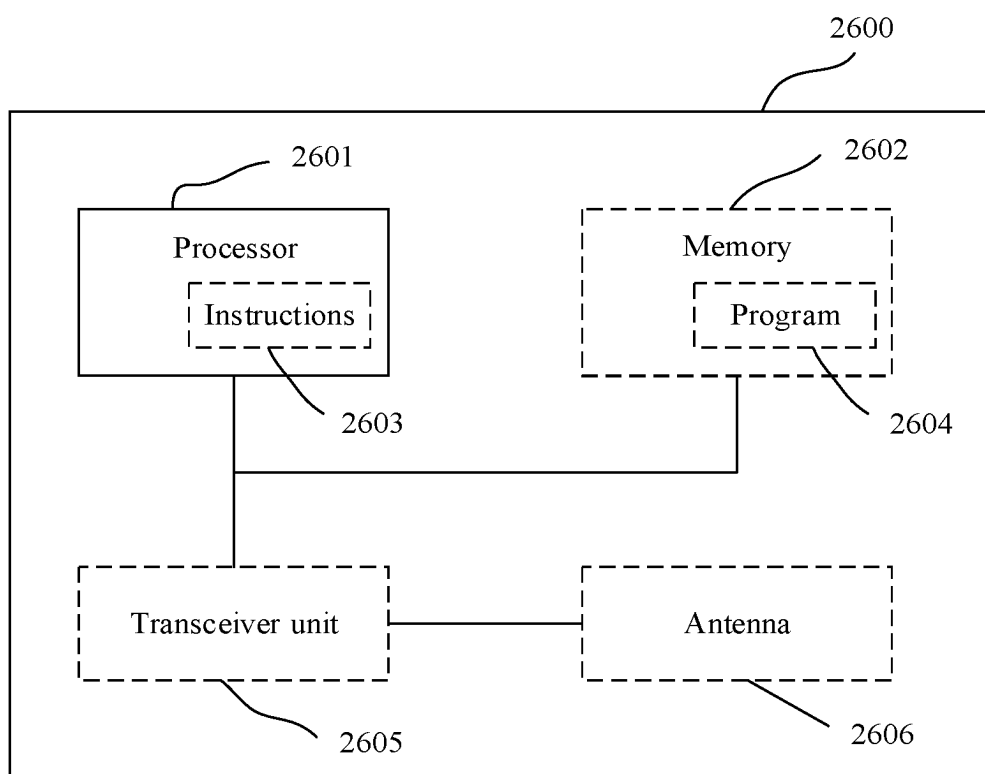 2600
2601
2602
Processor
Memory
Instructions
Program
2603
2604
Transceiver unit
Antenna
2605
2606